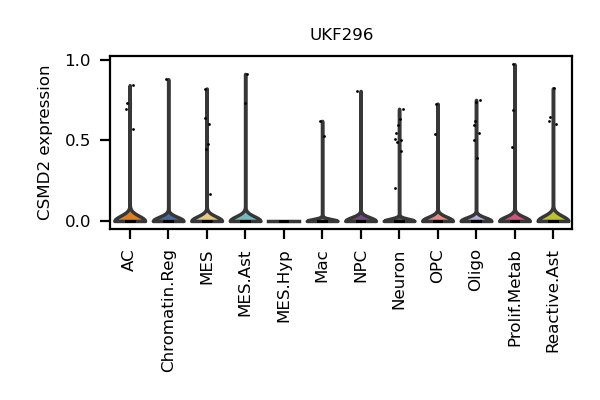 UKF296
1.0
0.5
0.0
CSMD2 expression
AC
Chromatin.Reg
MES
MES.Ast
MES.Hyp
Mac
NPC
Neuron
OPC
Oligo
Prolif.Metab
Reactive.Ast